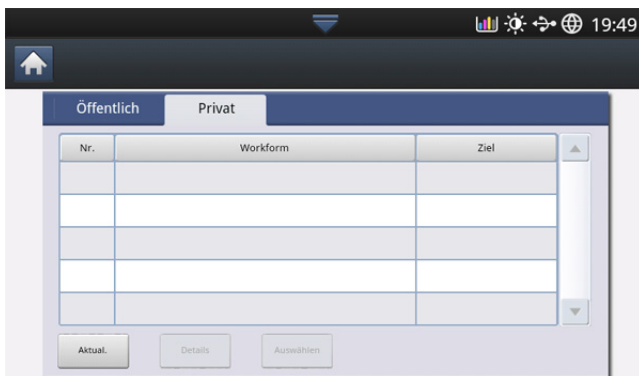 19:49
Öffentlich Privat
Nr. Workform Ziel
Aktual. Details Auswählen